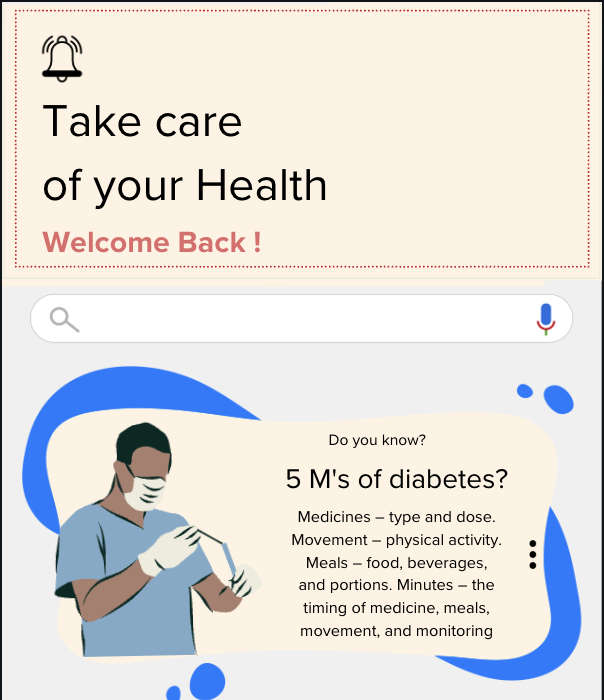 Take care
of your Health
Welcome Back !
Do you know?
5 M's of diabetes?
Medicines – type and dose.
Movement – physical activity.
Meals – food, beverages,
and portions. Minutes – the
timing of medicine, meals,
movement, and monitoring